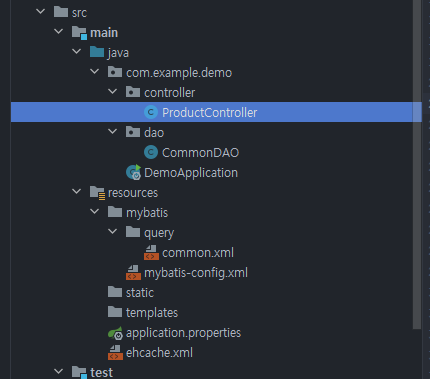 src
main
java
com.example.demo
controller
ProductController
dao
CommonDAO
DemoApplication
resources
mybatis
query
common.xml
mybatis-config.xml
static
templates
application.properties
ehcache.xml
test